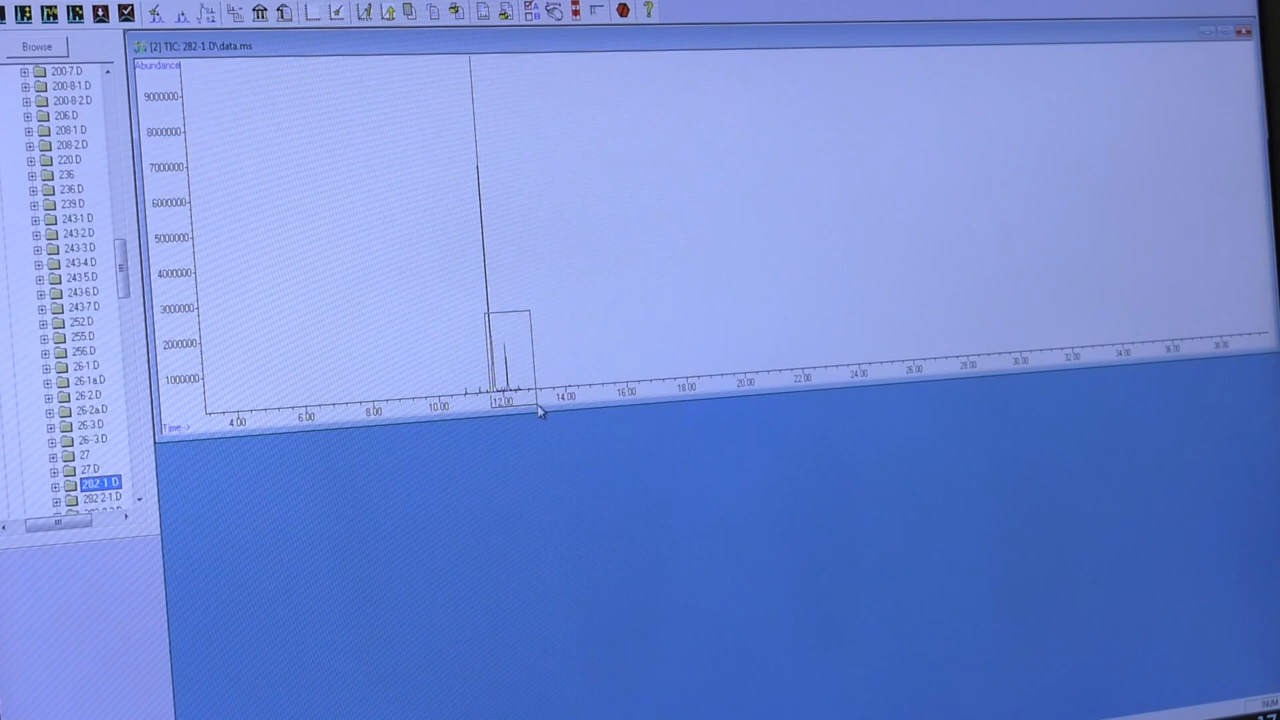 Browse
[2] TIC: 282-1.D\data.ms
200-7.D
200-8-1.D
200-8-2.D
206.D
208-1.D
208-2.D
220.D
236
236.D
239.D
243-1.D
243-2.D
243-3.D
243-4.D
243-5.D
243-6.D
243-7.D
252.D
255.D
256.D
26-1.D
26-1a.D
26-2.D
26-2a.D
26-3.D
26--3.D
27
27.D
282-1.D
282-2-1.D
Abundance
9000000
8000000
7000000
6000000
5000000
4000000
3000000
2000000
1000000
Time-->
4.00 6.00 8.00 10.00 12.00 14.00 16.00 18.00 20.00 22.00 24.00 26.00 28.00 30.00 32.00 34.00 36.00 38.00
NUM